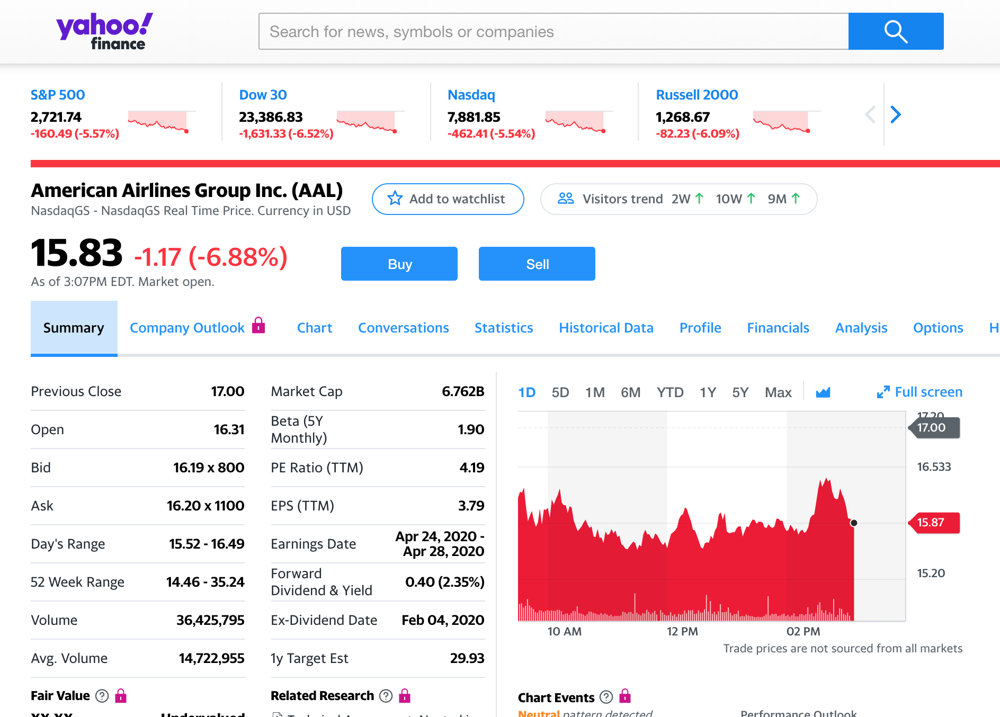 yahoo!
finance
Search for news, symbols or companies
S&P 500
2,721.74
-160.49 (-5.57%)
Dow 30
23,386.83
-1,631.33 (-6.52%)
Nasdaq
7,881.85
-462.41 (-5.54%)
Russell 2000
1,268.67
-82.23 (-6.09%)
American Airlines Group Inc. (AAL)
NasdaqGS - NasdaqGS Real Time Price. Currency in USD
Add to watchlist
Visitors trend 2W ↑ 10W ↑ 9M ↑
15.83 -1.17 (-6.88%)
As of 3:07PM EDT. Market open.
Buy
Sell
Summary
Company Outlook
Chart
Conversations
Statistics
Historical Data
Profile
Financials
Analysis
Options
H
Previous Close 17.00
Open 16.31
Bid 16.19 x 800
Ask 16.20 x 1100
Day's Range 15.52 - 16.49
52 Week Range 14.46 - 35.24
Volume 36,425,795
Avg. Volume 14,722,955
Market Cap 6.762B
Beta (5Y
Monthly) 1.90
PE Ratio (TTM) 4.19
EPS (TTM) 3.79
Earnings Date Apr 24, 2020 -
Apr 28, 2020
Forward
Dividend & Yield 0.40 (2.35%)
Ex-Dividend Date Feb 04, 2020
1y Target Est 29.93
1D 5D 1M 6M YTD 1Y 5Y Max
Full screen
17.20
17.00
16.533
15.87
15.20
10 AM 12 PM 02 PM
Trade prices are not sourced from all markets
Fair Value ?
XX.XX Undervalued
Related Research ?
Chart Events ?
Neutral pattern detected
Performance Outlook